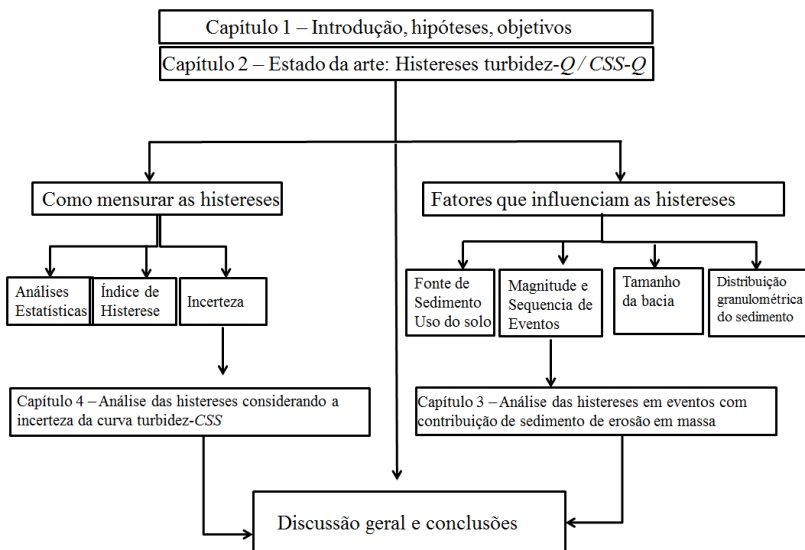 Capítulo 1 – Introdução, hipóteses, objetivos
Capítulo 2 – Estado da arte: Histereses turbidez-Q / CSS-Q
Como mensurar as histereses
Fatores que influenciam as histereses
Análises
Estatísticas
Índice de
Histerese
Incerteza
Fonte de
Sedimento
Uso do solo
Magnitude e
Sequencia de
Eventos
Tamanho
da bacia
Distribuição
granulométrica
do sedimento
Capítulo 4 – Análise das histereses considerando a
incerteza da curva turbidez-CSS
Capítulo 3 – Análise das histereses em eventos com
contribuição de sedimento de erosão em massa
Discussão geral e conclusões